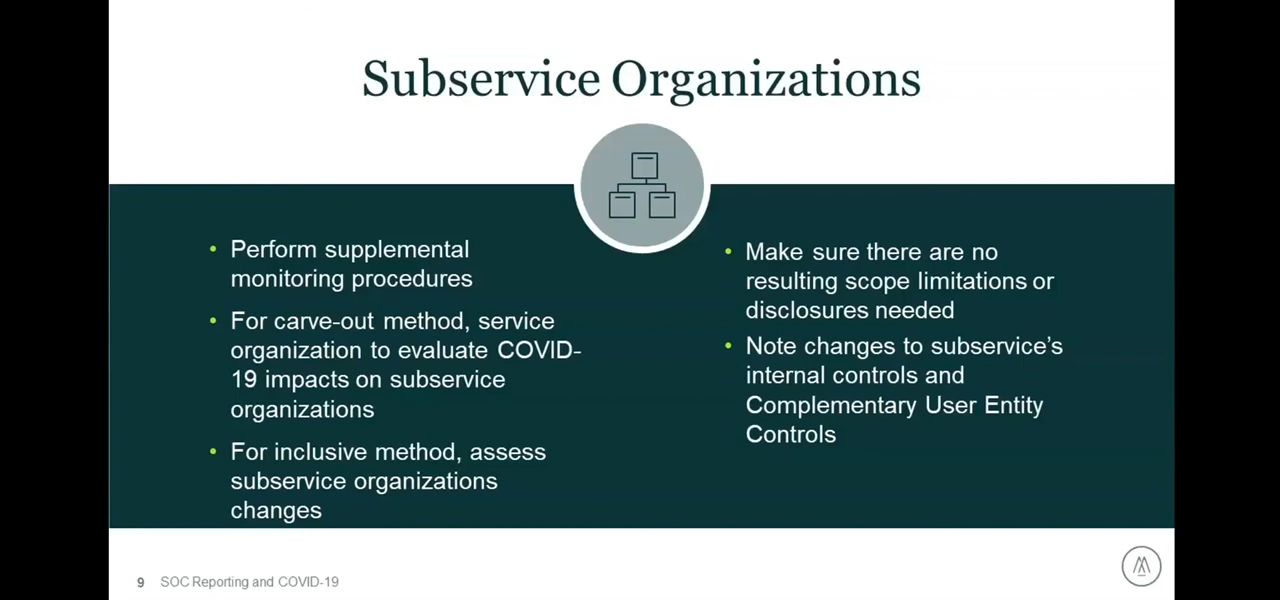 Subservice Organizations
• Perform supplemental
monitoring procedures
• For carve-out method, service
organization to evaluate COVID-
19 impacts on subservice
organizations
• For inclusive method, assess
subservice organizations
changes
• Make sure there are no
resulting scope limitations or
disclosures needed
• Note changes to subservice's
internal controls and
Complementary User Entity
Controls
9 SOC Reporting and COVID-19